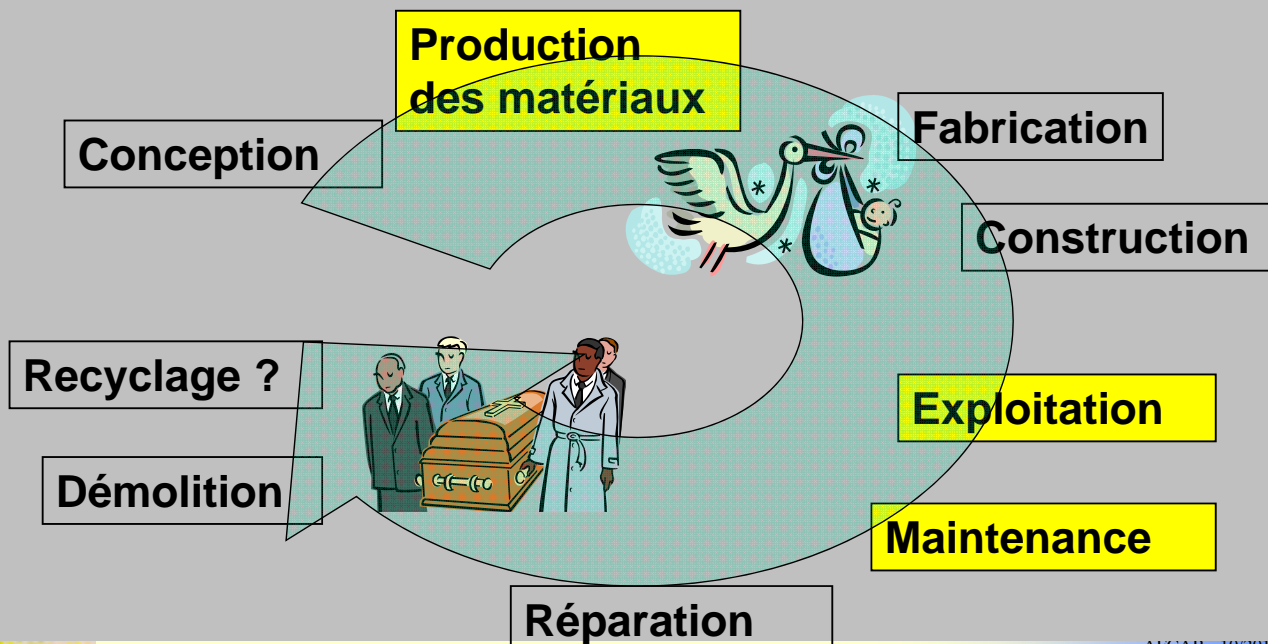 Production
des matériaux
Conception
Fabrication
Construction
Recyclage ?
Exploitation
Démolition
Maintenance
Réparation